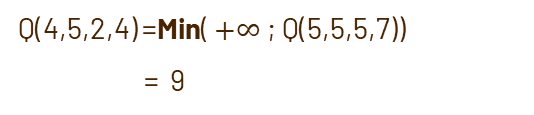 Q(4,5,2,4)=Min( +∞ ; Q(5,5,5,7))
= 9